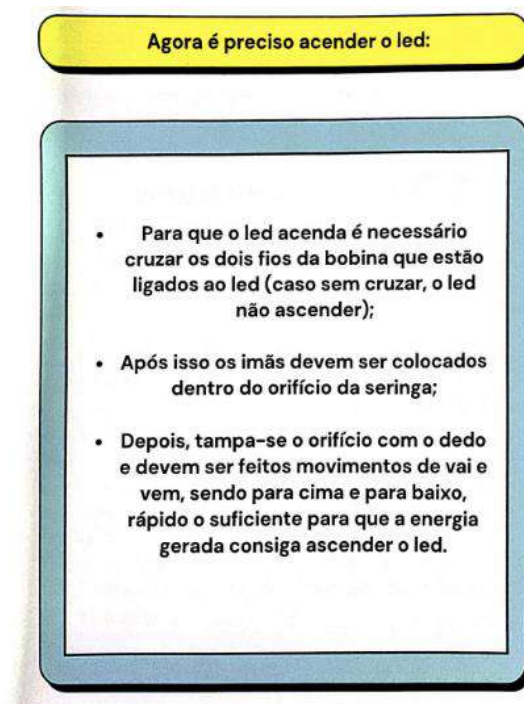 Agora é preciso acender o led:
• Para que o led acenda é necessário
cruzar os dois fios da bobina que estão
ligados ao led (caso sem cruzar, o led
não ascender);
• Após isso os imãs devem ser colocados
dentro do orifício da seringa;
• Depois, tampa-se o orifício com o dedo
e devem ser feitos movimentos de vai e
vem, sendo para cima e para baixo,
rápido o suficiente para que a energia
gerada consiga ascender o led.